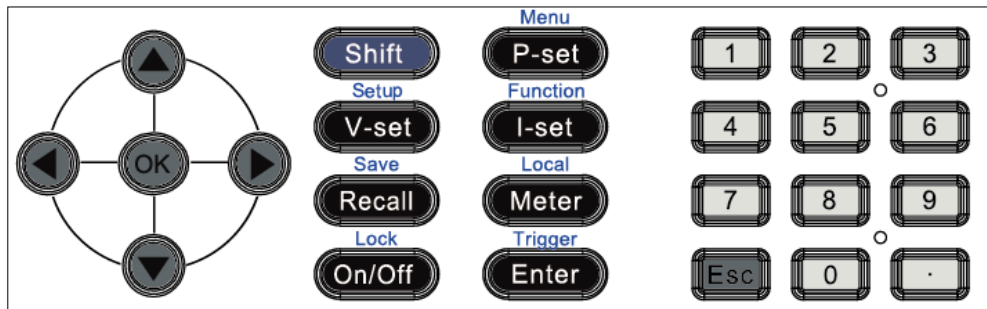 Menu
Shift P-set 1 2 3
Setup Function
V-set I-set 4 5 6
OK
Save Local
Recall Meter 7 8 9
Lock Trigger
On/Off Enter Esc 0 .